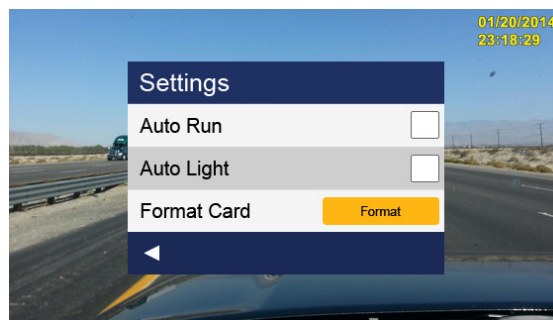 01/20/2014
23:18:29
Settings
Auto Run
Auto Light
Format Card
Format